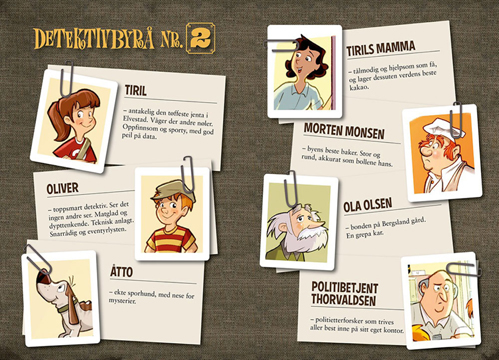 DETEKTIVBYRÅ NR. 2
TIRIL
– antakelig den tøffeste jenta i
Elvestad. Våger der andre nøler.
Oppfinnsom og sporty, med god
peil på data.
OLIVER
– toppsmart detektiv. Ser det
ingen andre ser. Matglad og
dypttenkende. Teknisk anlagt.
Snarrådig og eventyrlysten.
ÅTTO
– ekte sporhund, med nese for
mysterier.
TIRILS MAMMA
– tålmodig og hjelpsom som få,
og lager dessuten verdens beste
kakao.
MORTEN MONSEN
– byens beste baker. Stor og
rund, akkurat som bollene hans.
OLA OLSEN
– bonden på Bergsland gård.
En grepa kar.
POLITIBETJENT
THORVALDSEN
– politietterforsker som trives
aller best inne på sitt eget kontor.